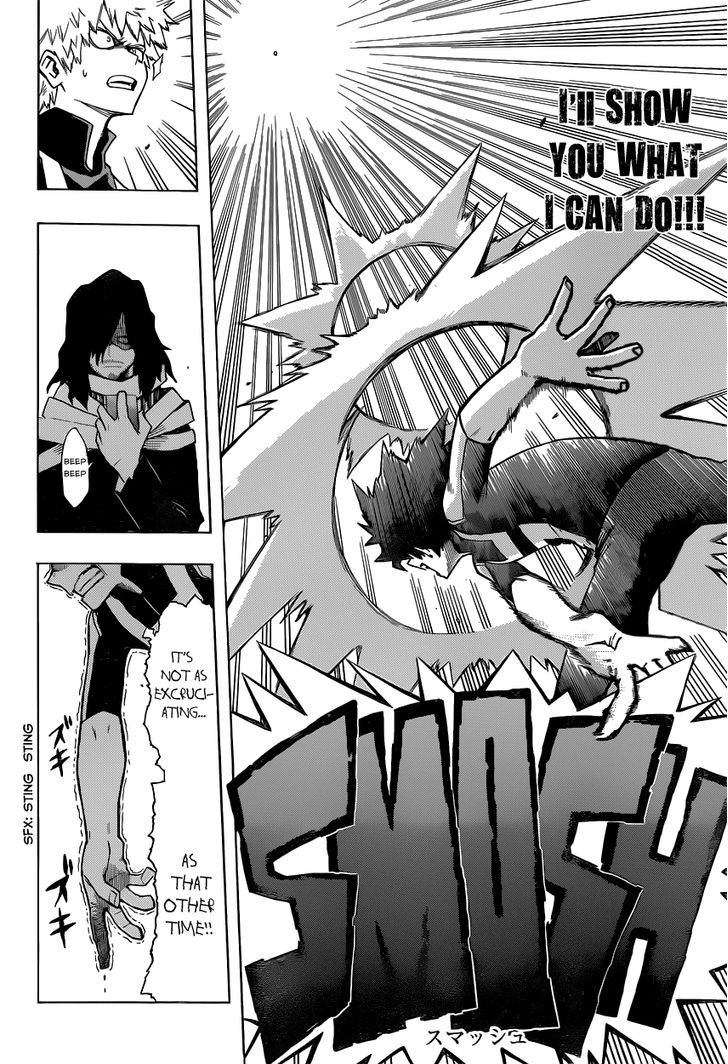 I'll SHOW
YOU WHAT
I CAN DO!!!
SMOSH
スマッシュ
BEEP
BEEP
IT'S
NOT AS
EXCRUCI-
ATING...
AS
THAT
OTHER
TIME!!
ズキ
ズキ
SFX: STING STING